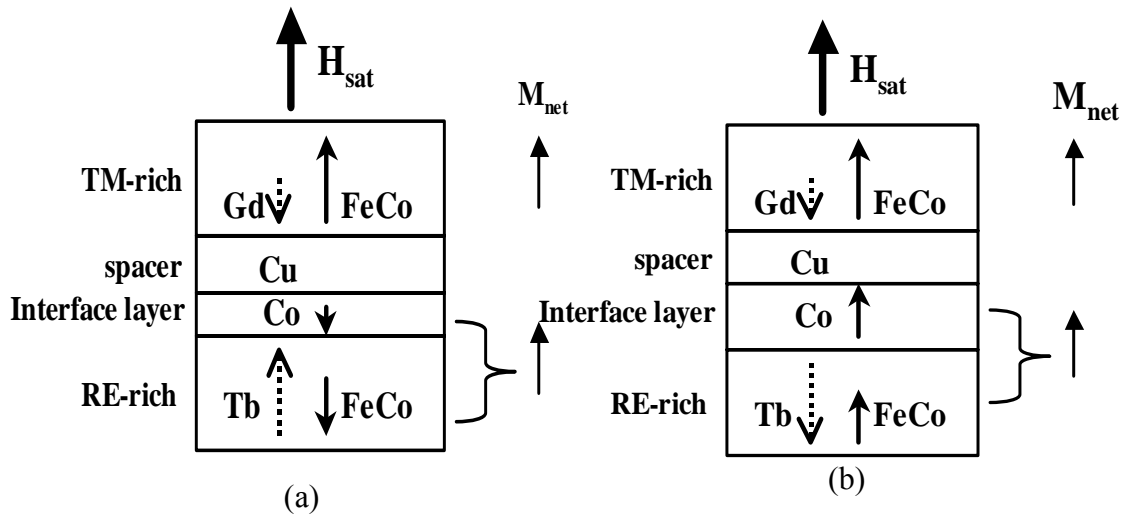 H_sat
M_net
TM-rich
Gd
FeCo
spacer
Cu
Interface layer
Co
RE-rich
Tb
FeCo
(a)
H_sat
M_net
TM-rich
Gd
FeCo
spacer
Cu
Interface layer
Co
RE-rich
Tb
FeCo
(b)